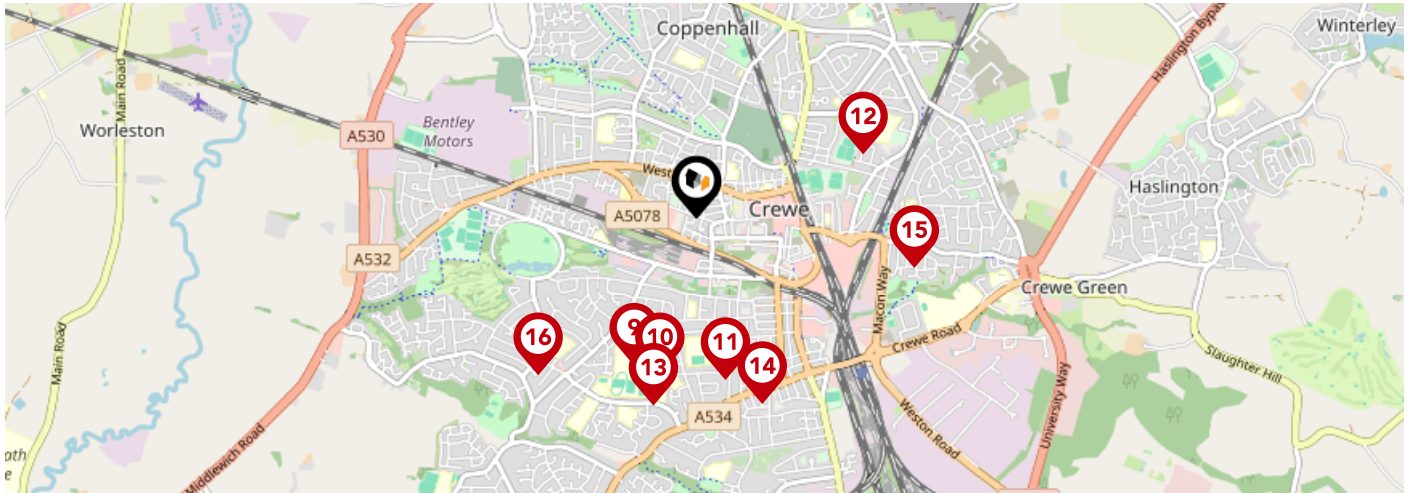 Coppenhall
Winterley
Main Road
Haslington Bypass
Worleston
A530
Bentley
Motors
12
West
Haslington
A5078
Crewe
15
A532
Macon Way
Crewe Green
16
9
10
11
13
14
Crewe Road
Main Road
Slaughter Hill
A534
University Way
Weston Road
Middlewich Road
ath
e